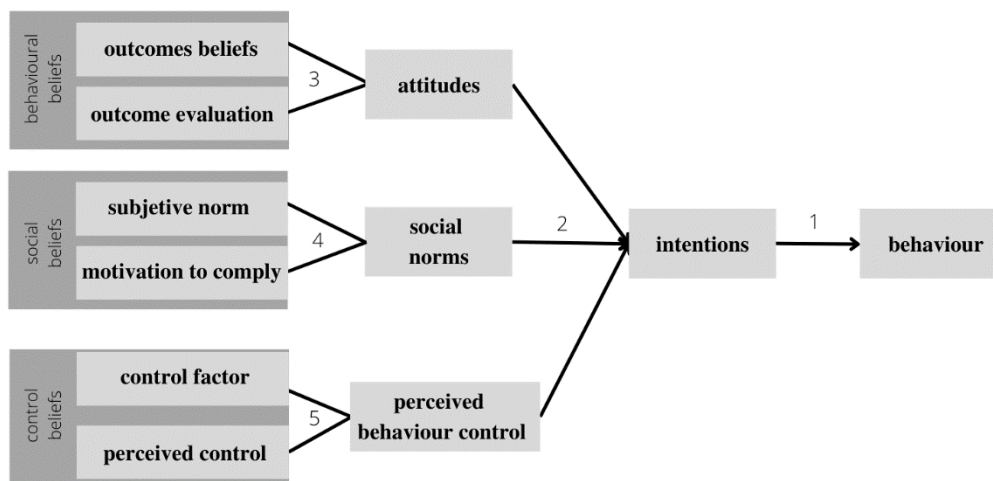 behavioural
beliefs
outcomes beliefs
outcome evaluation
3
attitudes
social
beliefs
subjetive norm
motivation to comply
4
social
norms
2
intentions
1
behaviour
control
beliefs
control factor
perceived control
5
perceived
behaviour control